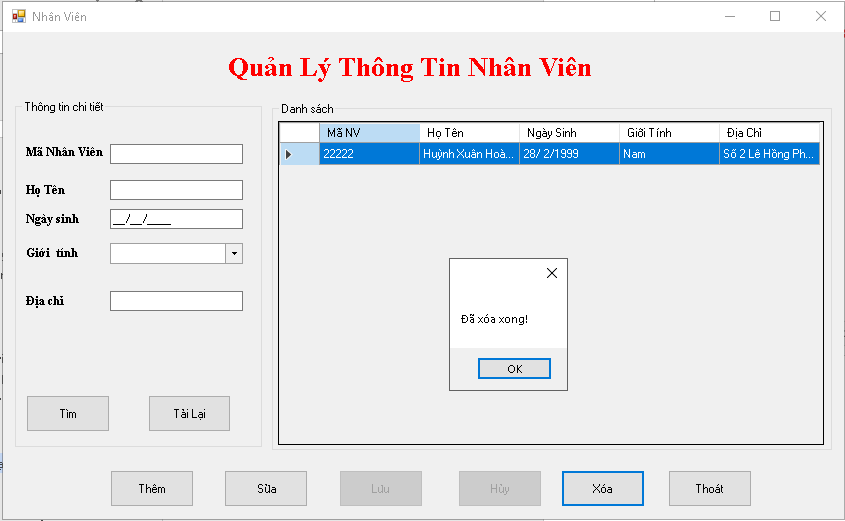 Nhân Viên
Quản Lý Thông Tin Nhân Viên
Thông tin chi tiết
Mã Nhân Viên
Họ Tên
Ngày sinh
__/__/____
Giới tính
Địa chỉ
Tìm
Tải Lại
Danh sách
Mã NV Họ Tên Ngày Sinh Giới Tính Địa Chỉ
22222 Huỳnh Xuân Hoà... 28/ 2/1999 Nam Số 2 Lê Hồng Ph...
Đã xóa xong!
OK
Thêm Sửa Lưu Hủy Xóa Thoát